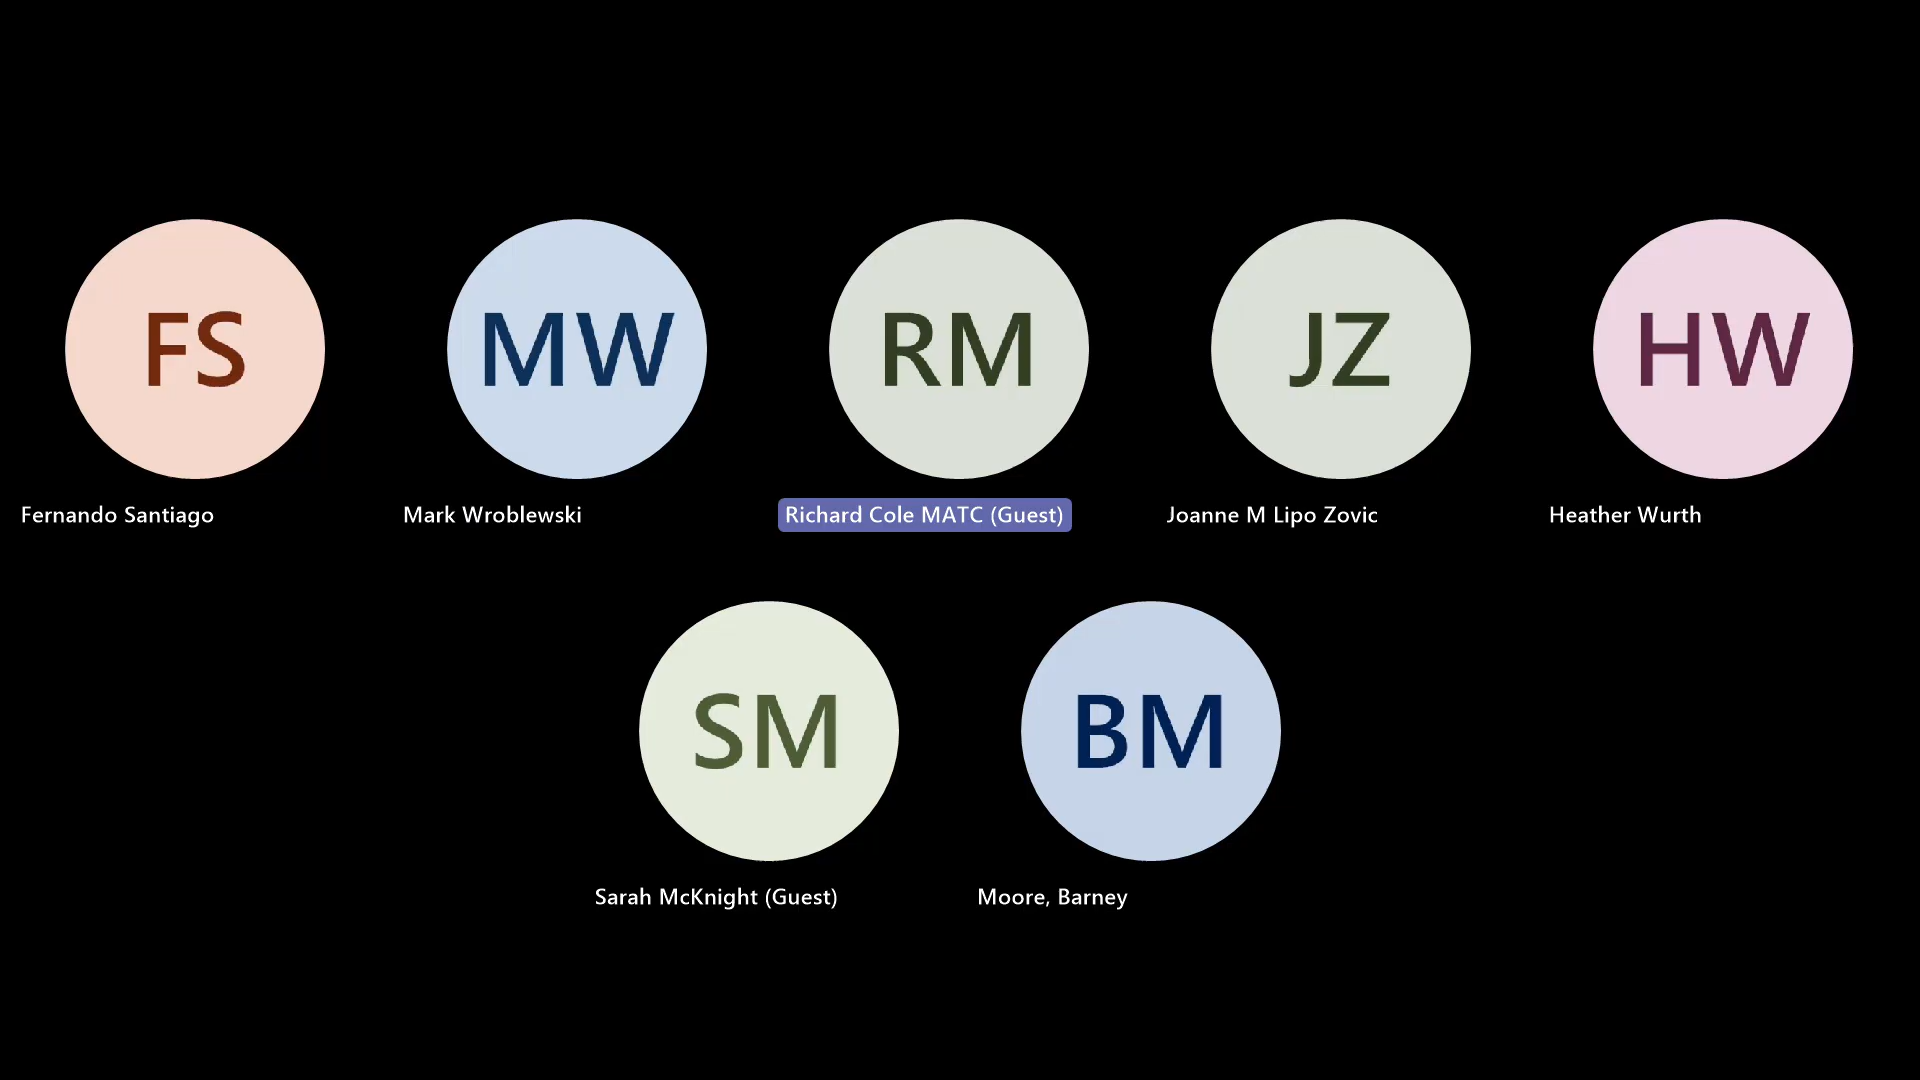 FS
MW
RM
JZ
HW
Fernando Santiago
Mark Wroblewski
Richard Cole MATC (Guest)
Joanne M Lipo Zovic
Heather Wurth
SM
BM
Sarah McKnight (Guest)
Moore, Barney